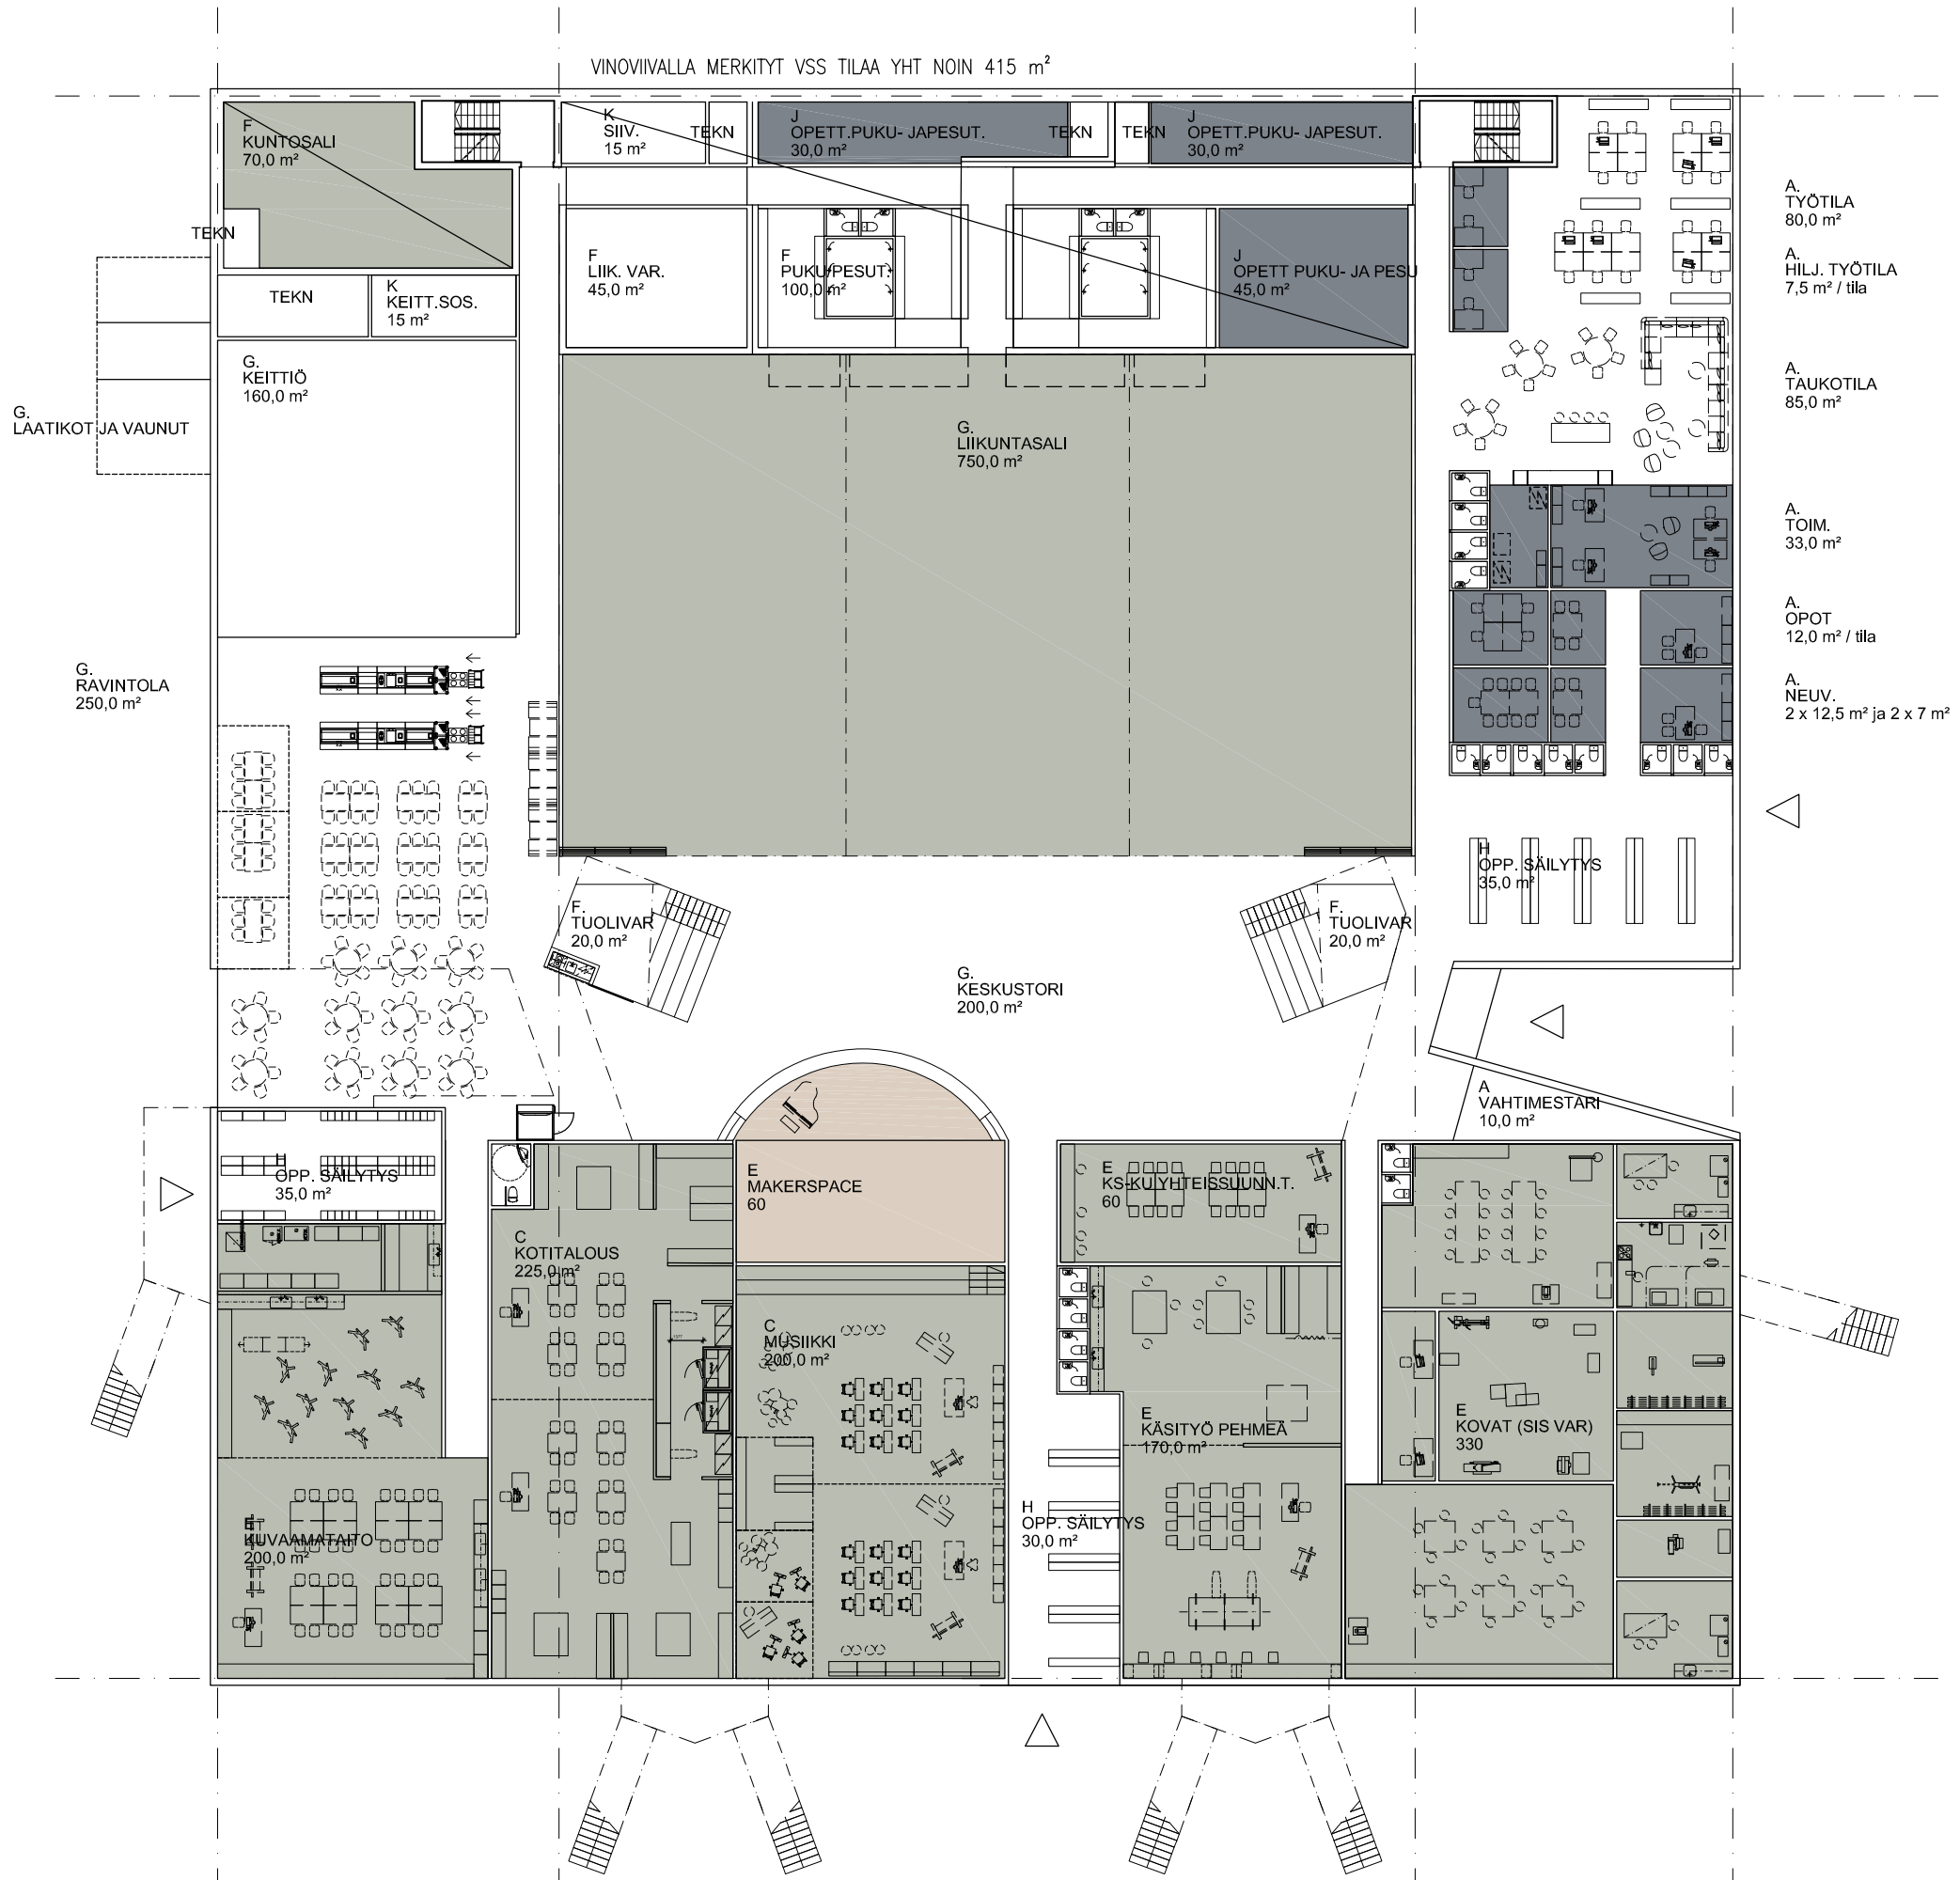 VINOVIIVALLA MERKITYT VSS TILAA YHT NOIN 415 m²
F
KUNTOSALI
70,0 m²
TEKN
K
SIIV.
15 m²
TEKN
J
OPETT.PUKU- JAPESUT.
30,0 m²
TEKN
TEKN
J
OPETT.PUKU- JAPESUT.
30,0 m²
A.
TYÖTILA
80,0 m²
A.
HILJ. TYÖTILA
7,5 m² / tila
TEKN
K
KEITT.SOS.
15 m²
F
LIIK. VAR.
45,0 m²
F
PUKU/PESUT.
100,0 m²
J
OPETT PUKU- JA PESU
45,0 m²
G.
KEITTIÖ
160,0 m²
G.
LAATIKOT JA VAUNUT
G.
LIIKUNTASALI
750,0 m²
A.
TAUKOTILA
85,0 m²
A.
TOIM.
33,0 m²
A.
OPOT
12,0 m² / tila
A.
NEUV.
2 x 12,5 m² ja 2 x 7 m²
G.
RAVINTOLA
250,0 m²
H
OPP. SÄILYTYS
35,0 m²
F.
TUOLIVAR
20,0 m²
F.
TUOLIVAR
20,0 m²
G.
KESKUSTORI
200,0 m²
A
VAHTIMESTARI
10,0 m²
H
OPP. SÄILYTYS
35,0 m²
E
MAKERSPACE
60
E
KS-KU YHTEISSUUNN.T.
60
C
KOTITALOUS
225,0 m²
C
MUSIIKKI
200,0 m²
E
KÄSITYÖ PEHMEÄ
170,0 m²
E
KOVAT (SIS VAR)
330
H
OPP. SÄILYTYS
30,0 m²
E
KUVAAMATAITO
200,0 m²